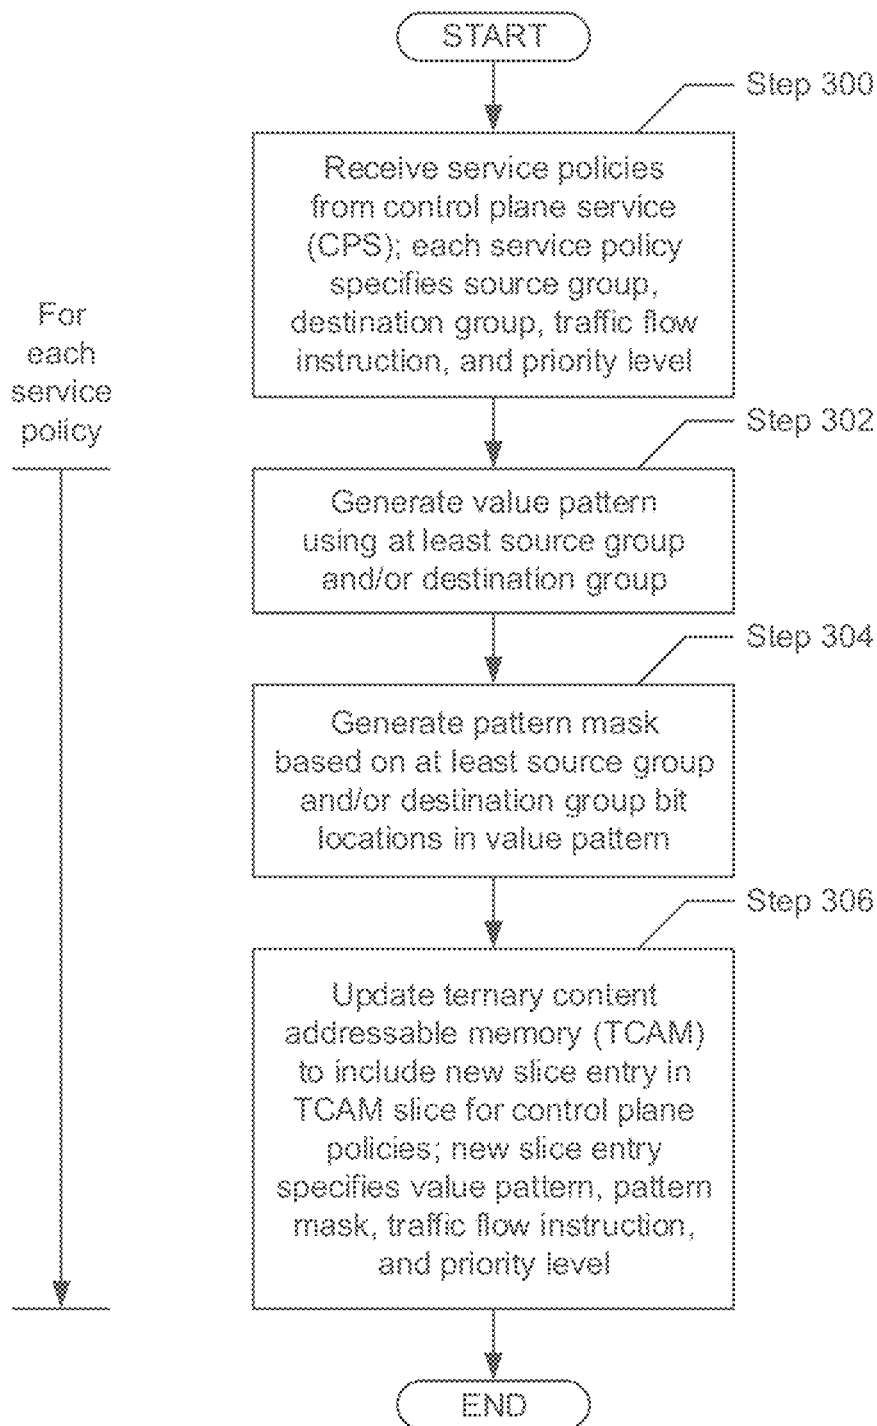 START
Step 300
Receive service policies
from control plane service
(CPS); each service policy
specifies source group,
destination group, traffic flow
instruction, and priority level
For
each
service
policy
Step 302
Generate value pattern
using at least source group
and/or destination group
Step 304
Generate pattern mask
based on at least source group
and/or destination group bit
locations in value pattern
Step 306
Update ternary content
addressable memory (TCAM)
to include new slice entry in
TCAM slice for control plane
policies; new slice entry
specifies value pattern, pattern
mask, traffic flow instruction,
and priority level
END